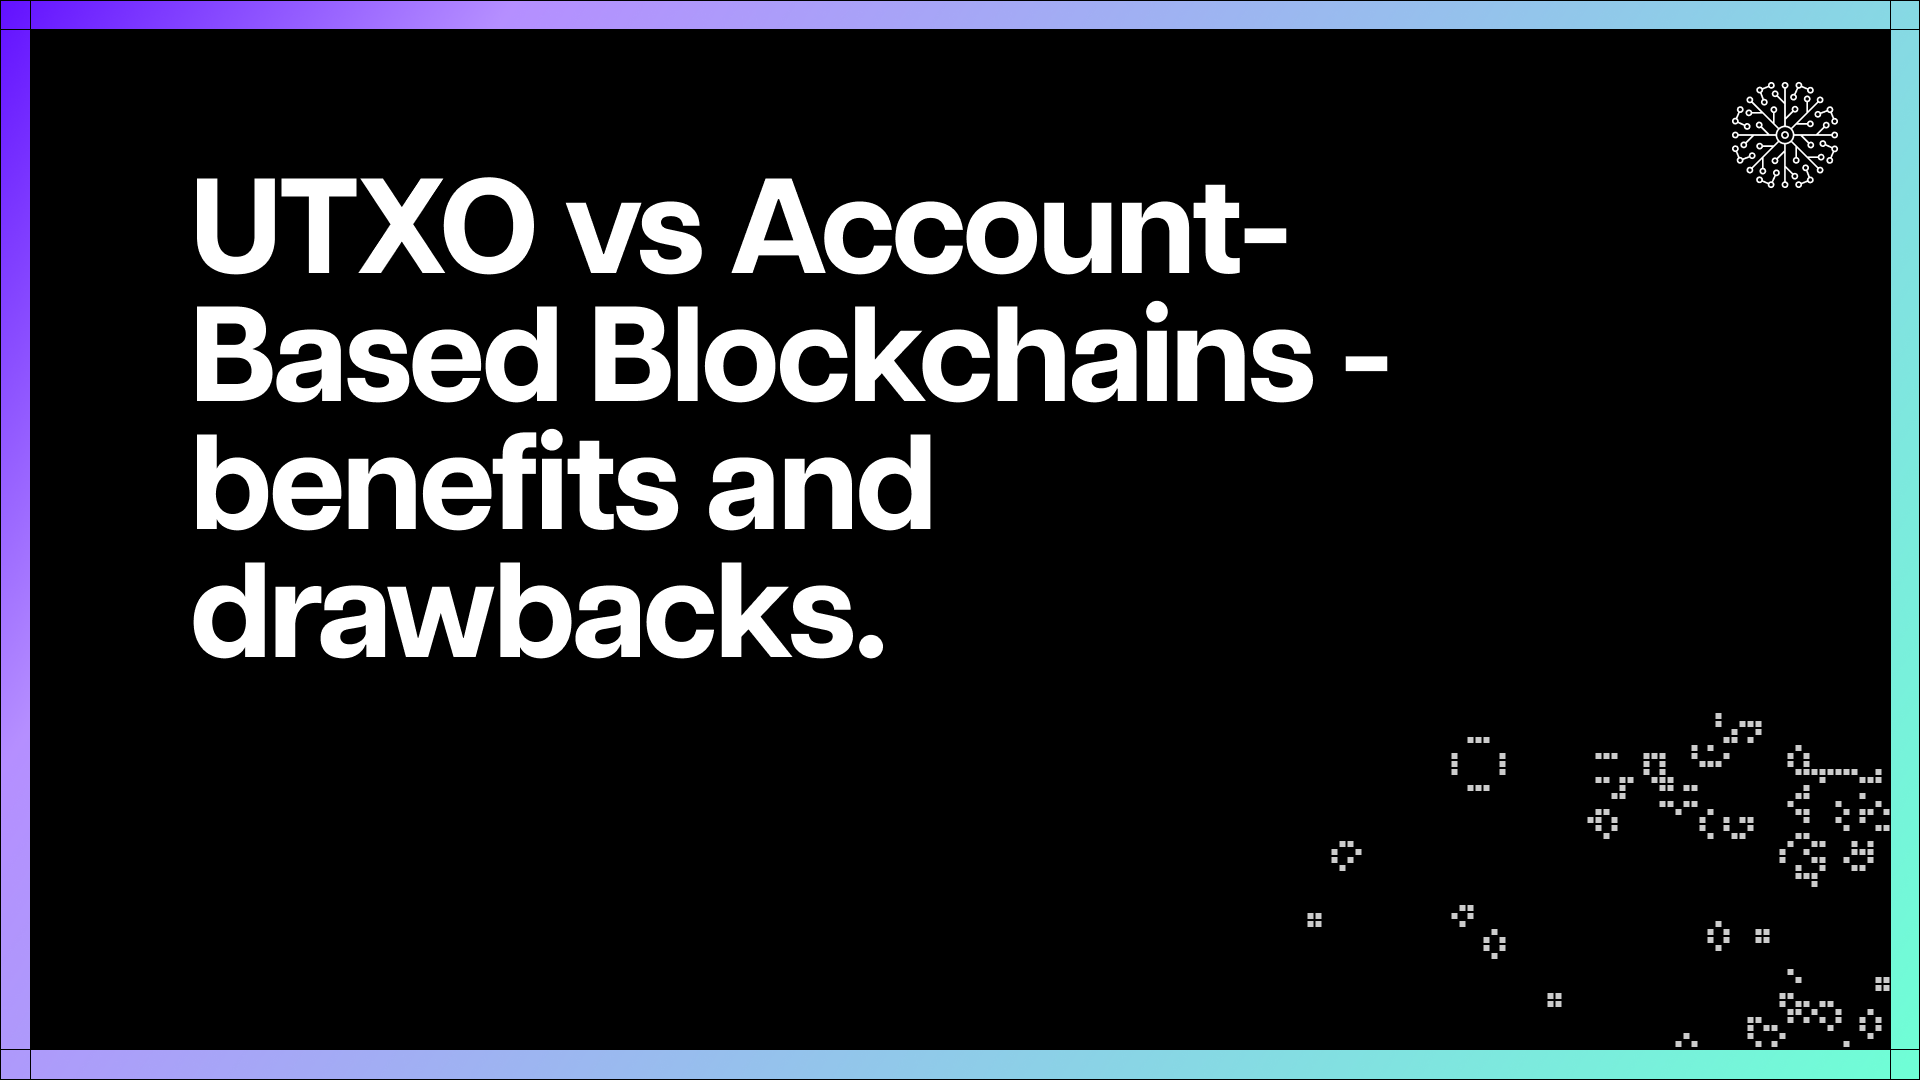 UTXO vs Account-
Based Blockchains -
benefits and
drawbacks.